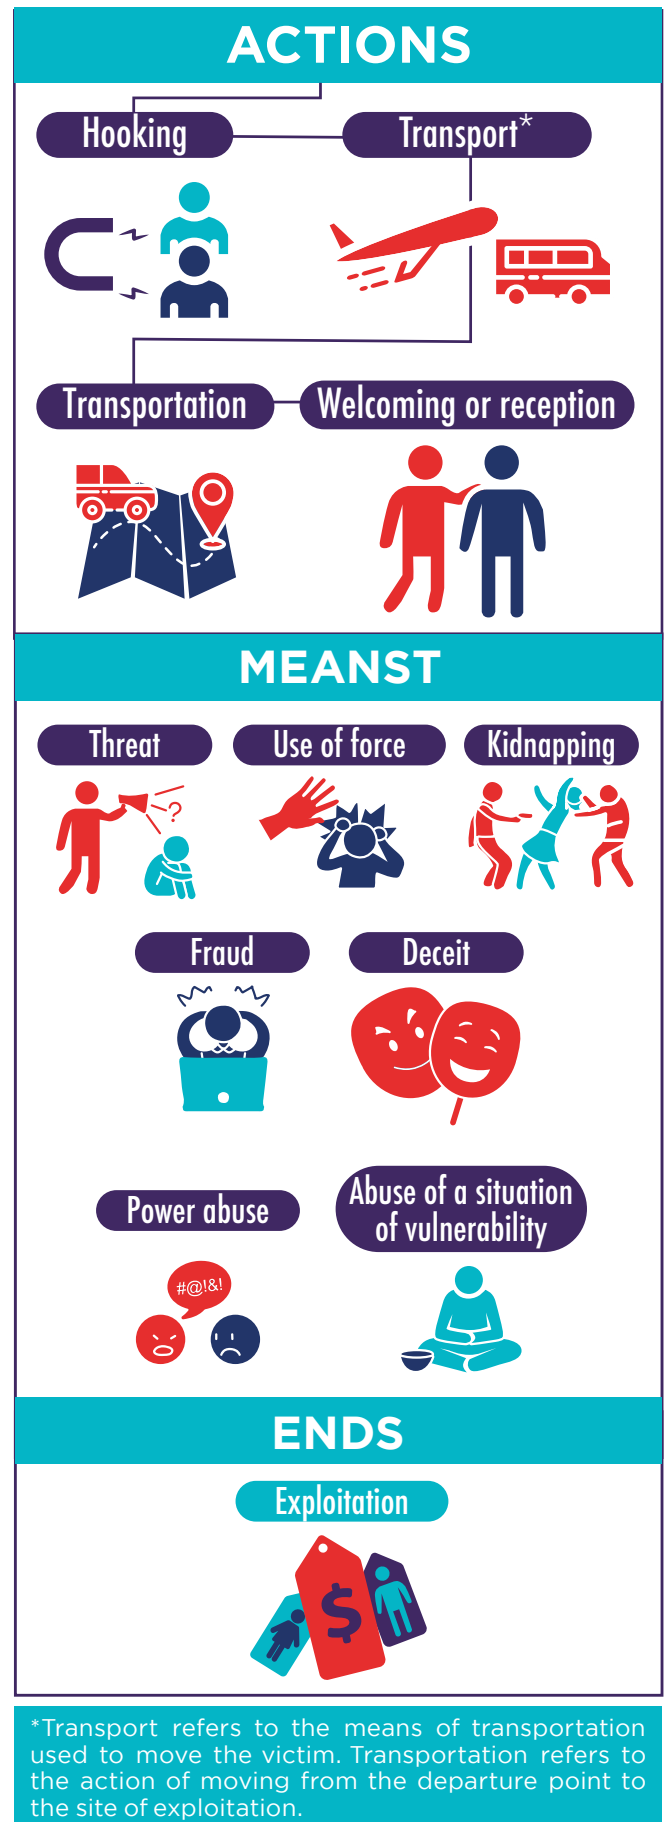 ACTIONS
Hooking
Transport*
Transportation
Welcoming or reception
MEANST
Threat
Use of force
Kidnapping
?
Fraud
Deceit
Power abuse
Abuse of a situation
of vulnerability
#@!&!
ENDS
Exploitation
$
*Transport refers to the means of transportation
used to move the victim. Transportation refers to
the action of moving from the departure point to
the site of exploitation.